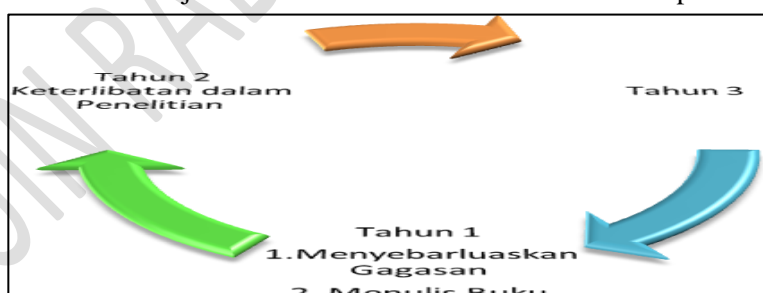 Tahun 2
Keterlibatan dalam
Penelitian
Tahun 3
Tahun 1
1.Menyebarluaskan
Gagasan
2. Menulis Buku